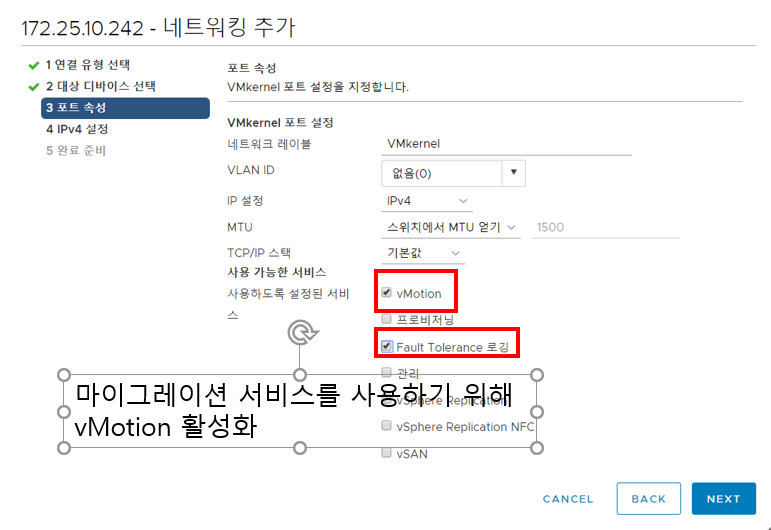 172.25.10.242 - 네트워킹 추가
1 연결 유형 선택
2 대상 디바이스 선택
3 포트 속성
4 IPv4 설정
5 완료 준비
포트 속성
VMkernel 포트 설정을 지정합니다.
VMkernel 포트 설정
네트워크 레이블
VMkernel
VLAN ID
없음(0)
IP 설정
IPv4
MTU
스위치에서 MTU 얻기
1500
TCP/IP 스택
기본값
사용 가능한 서비스
사용하도록 설정된 서비
스
vMotion
프로비저닝
Fault Tolerance 로깅
관리
vSphere Replication
vSphere Replication NFC
vSAN
마이그레이션 서비스를 사용하기 위해
vMotion 활성화
CANCEL
BACK
NEXT